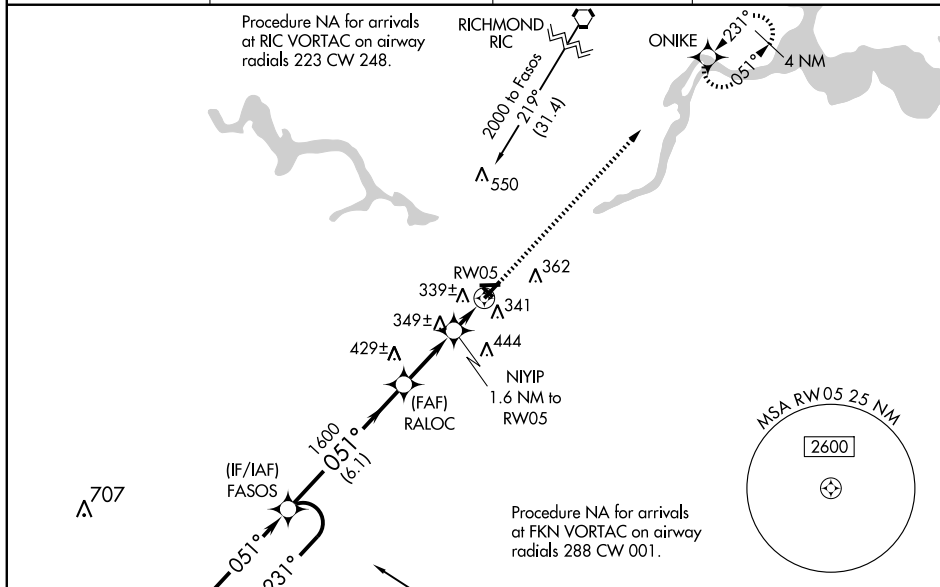 Procedure NA for arrivals
at RIC VORTAC on airway
radials 223 CW 248.
RICHMOND
RIC
2000 to Fasos
219°
(31.4)
550
ONIKE
231°
051°
4 NM
RW05
362
339±
341
349±
444
429±
NIYIP
1.6 NM to
RW05
(FAF)
RALOC
1600
051°
(6.1)
(IF/IAF)
FASOS
707
051°
231°
MSA RW05 25 NM
2600
Procedure NA for arrivals
at FKN VORTAC on airway
radials 288 CW 001.